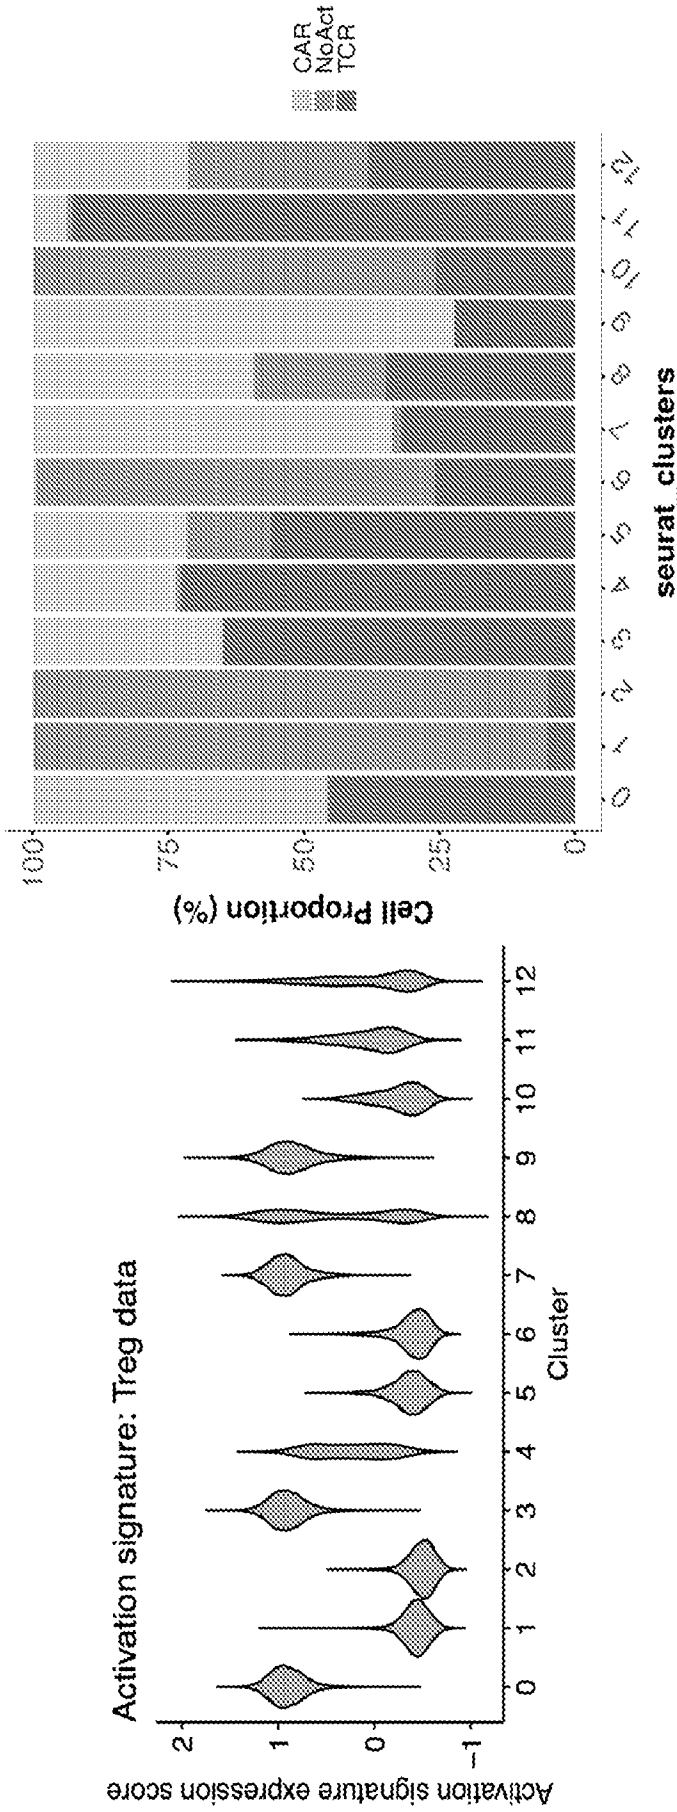 Activation signature: Treg data
Activation signature expression score
2
1
0
-1
0 1 2 3 4 5 6 7 8 9 10 11 12
Cluster
Cell Proportion (%)
100
75
50
25
0
0 1 2 3 4 5 6 7 8 9 10 11 12
seurat_clusters
CAR
NoAct
TCR